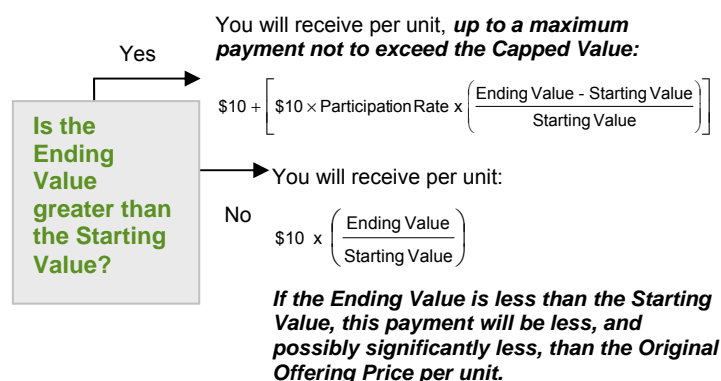 You will receive per unit, up to a maximum
payment not to exceed the Capped Value:
Yes
$10 + [ $10 × Participation Rate x ( Ending Value - Starting Value / Starting Value ) ]
Is the
Ending
Value
greater than
the Starting
Value?
You will receive per unit:
No
$10 x ( Ending Value / Starting Value )
If the Ending Value is less than the Starting
Value, this payment will be less, and
possibly significantly less, than the Original
Offering Price per unit.